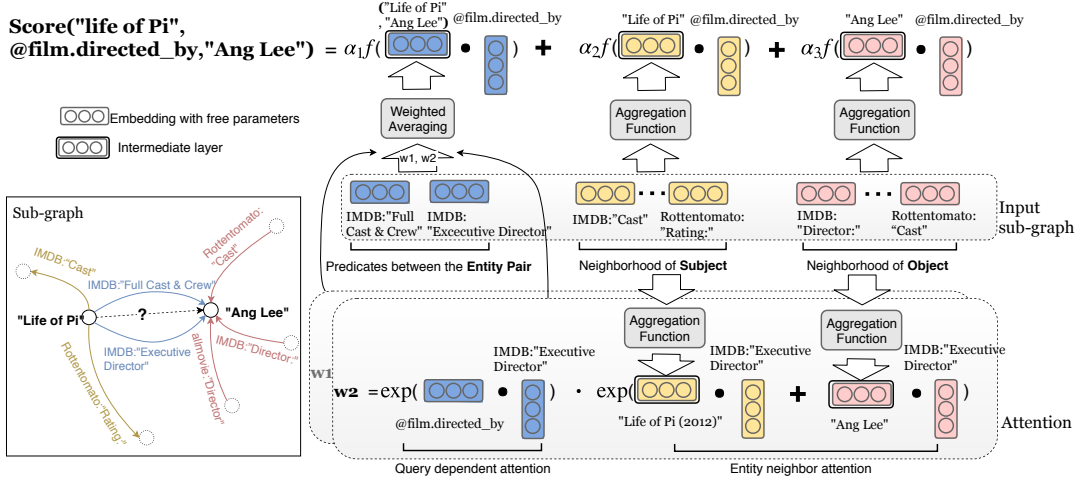 Score("life of Pi",
@film.directed_by,"Ang Lee") = α1f( ("Life of Pi" ,"Ang Lee") • @film.directed_by ) + α2f( "Life of Pi" • @film.directed_by ) + α3f( "Ang Lee" • @film.directed_by )
Embedding with free parameters
Intermediate layer
Weighted
Averaging
Aggregation
Function
Aggregation
Function
w1, w2
IMDB:"Full
Cast & Crew"
IMDB:
"Excecutive Director"
IMDB:"Cast"
...
Rottentomato:
"Rating:"
IMDB:
"Director:"
...
Rottentomato:
"Cast"
Input
sub-graph
Predicates between the Entity Pair
Neighborhood of Subject
Neighborhood of Object
Sub-graph
IMDB:"Cast"
Rottentomato:
"Cast"
IMDB:"Full Cast & Crew"
"Life of Pi"
?
"Ang Lee"
IMDB:"Executive
Director"
allmovie:"Director"
IMDB:"Director:"
Rottentomato:"Rating:"
Aggregation
Function
Aggregation
Function
w1
w2 =exp( @film.directed_by • IMDB:"Executive Director" ) · exp( "Life of Pi (2012)" • IMDB:"Executive Director" + "Ang Lee" • IMDB:"Executive Director" )
Attention
Query dependent attention
Entity neighbor attention